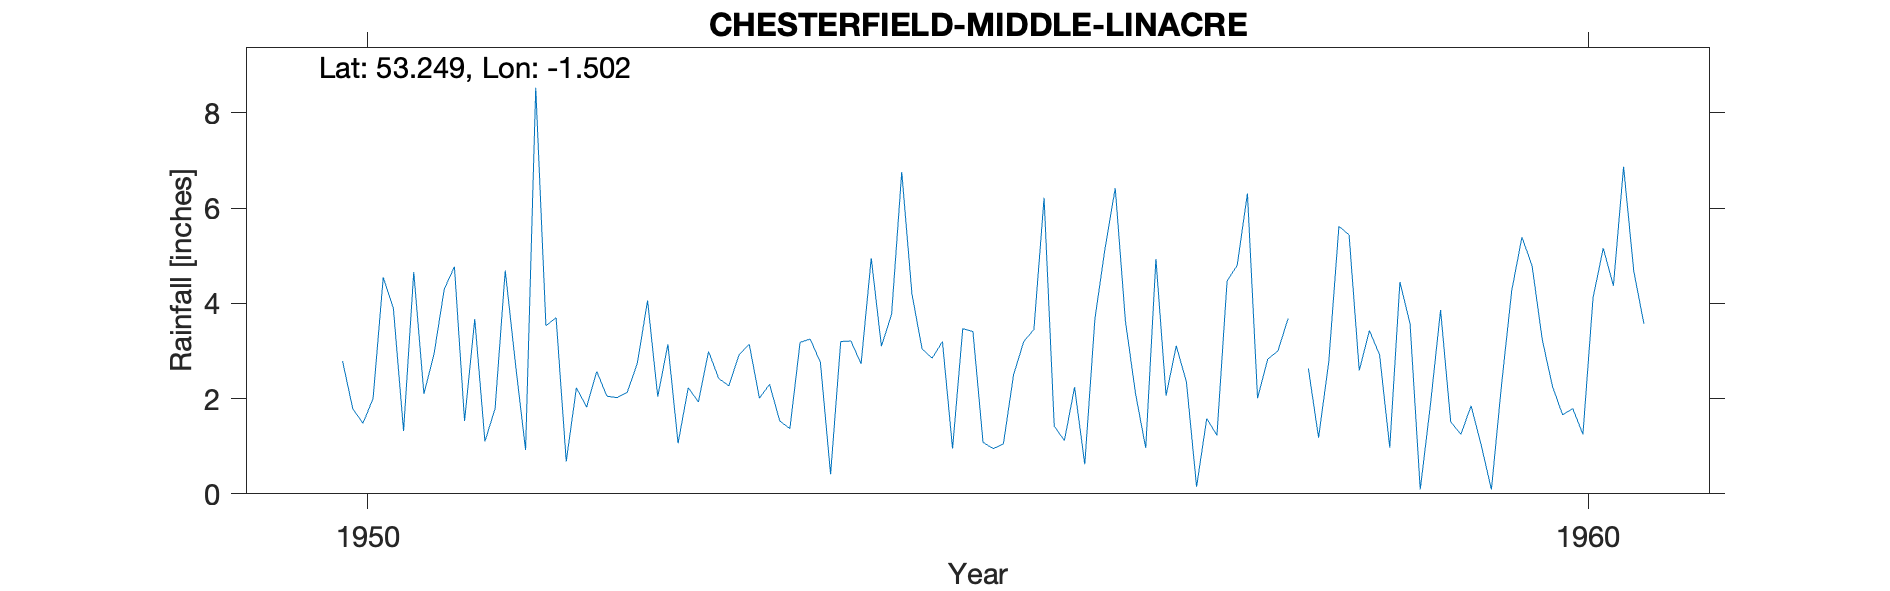 CHESTERFIELD-MIDDLE-LINACRE
Lat: 53.249, Lon: -1.502
8
6
4
2
0
Rainfall [inches]
1950
1960
Year